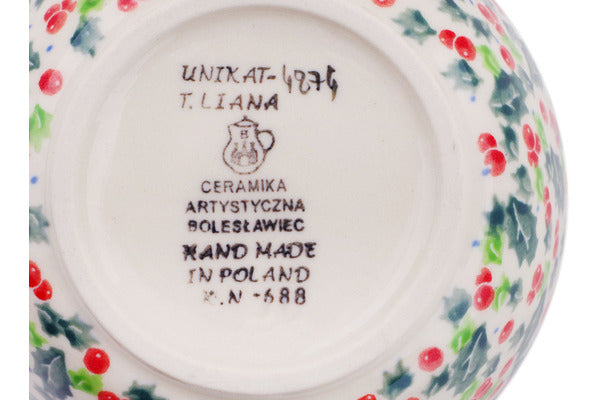 UNIKAT-4874
T. LIANA
B
CERAMIKA
ARTYSTYCZNA
BOLESŁAWIEC
HAND MADE
IN POLAND
K.N-688